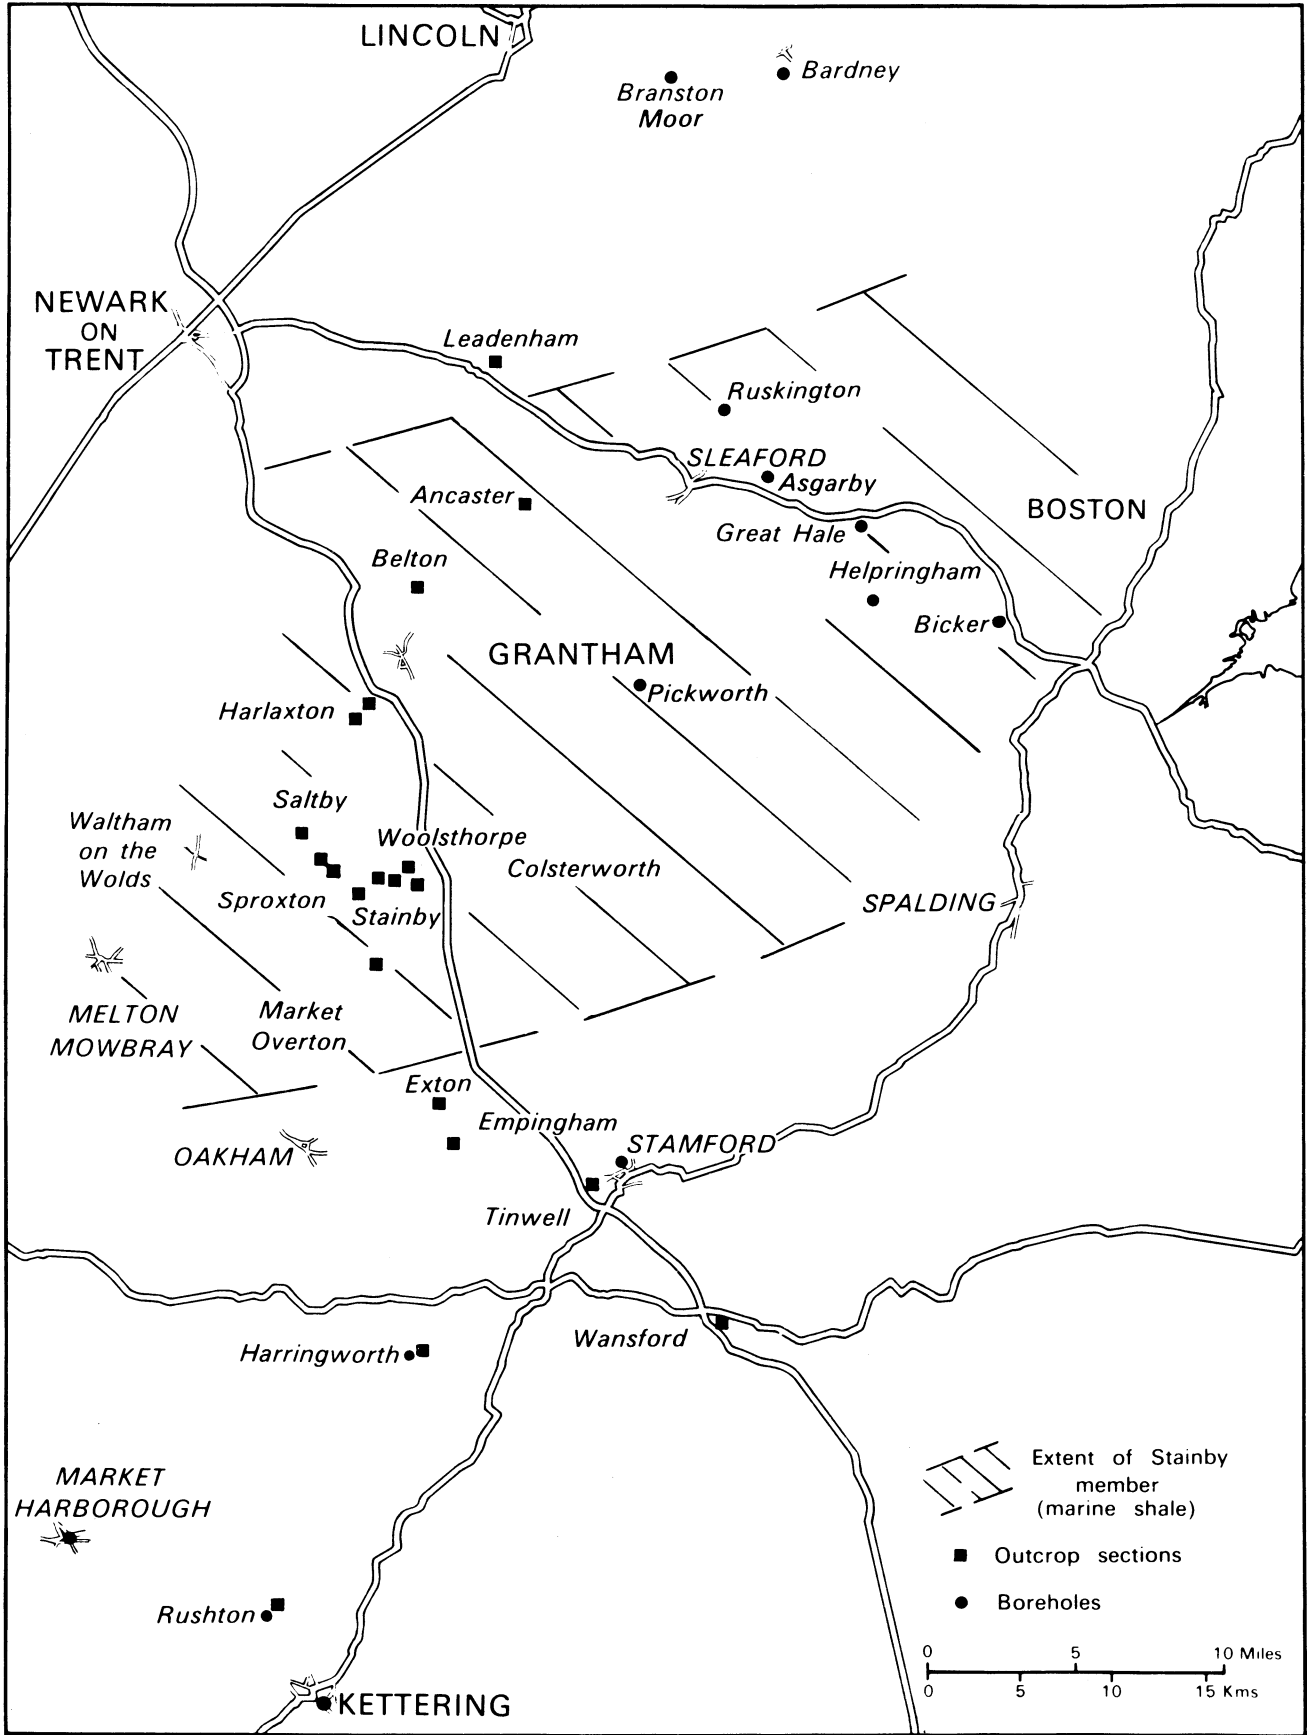 LINCOLN
Bardney
Branston
Moor
NEWARK
ON
TRENT
Leadenham
Ruskington
SLEAFORD
Asgarby
Ancaster
BOSTON
Great Hale
Belton
Helpringham
Bicker
GRANTHAM
Pickworth
Harlaxton
Saltby
Waltham
on the
Wolds
Woolsthorpe
Colsterworth
Sproxton
SPALDING
Stainby
MELTON
MOWBRAY
Market
Overton
Exton
Empingham
OAKHAM
STAMFORD
Tinwell
Wansford
Harringworth
MARKET
HARBOROUGH
Rushton
KETTERING
Extent of Stainby
member
(marine shale)
Outcrop sections
Boreholes
0 5 10 Miles
0 5 10 15 Kms